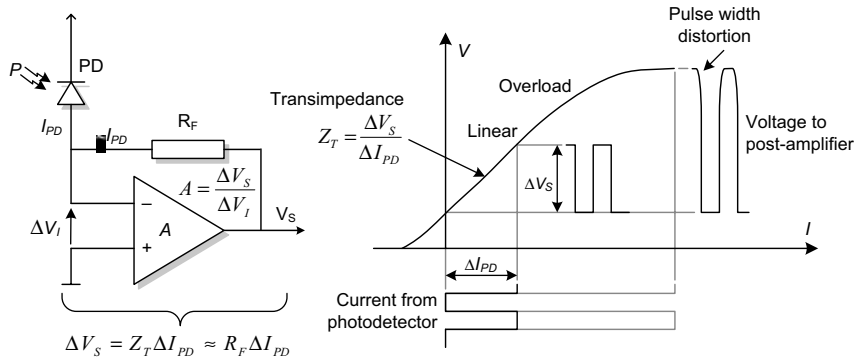 P
PD
I_PD
I_PD
R_F
A = ΔV_S / ΔV_I
ΔV_I
−
+
A
V_S
ΔV_S = Z_T ΔI_PD ≈ R_F ΔI_PD
V
Pulse width
distortion
Overload
Transimpedance
Z_T = ΔV_S / ΔI_PD
Linear
Voltage to
post-amplifier
ΔV_S
I
ΔI_PD
Current from
photodetector